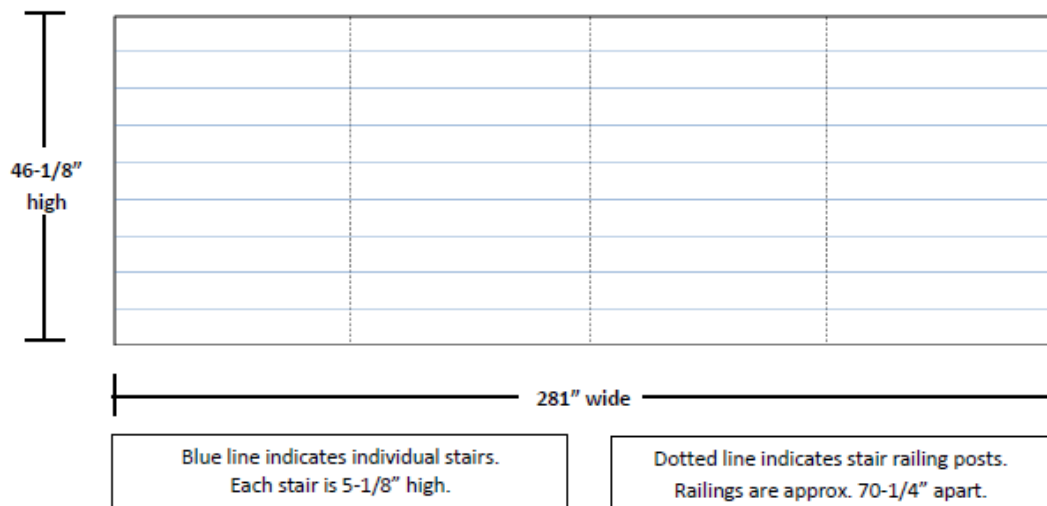 46-1/8”
high
281” wide
Blue line indicates individual stairs.
Each stair is 5-1/8” high.
Dotted line indicates stair railing posts.
Railings are approx. 70-1/4” apart.